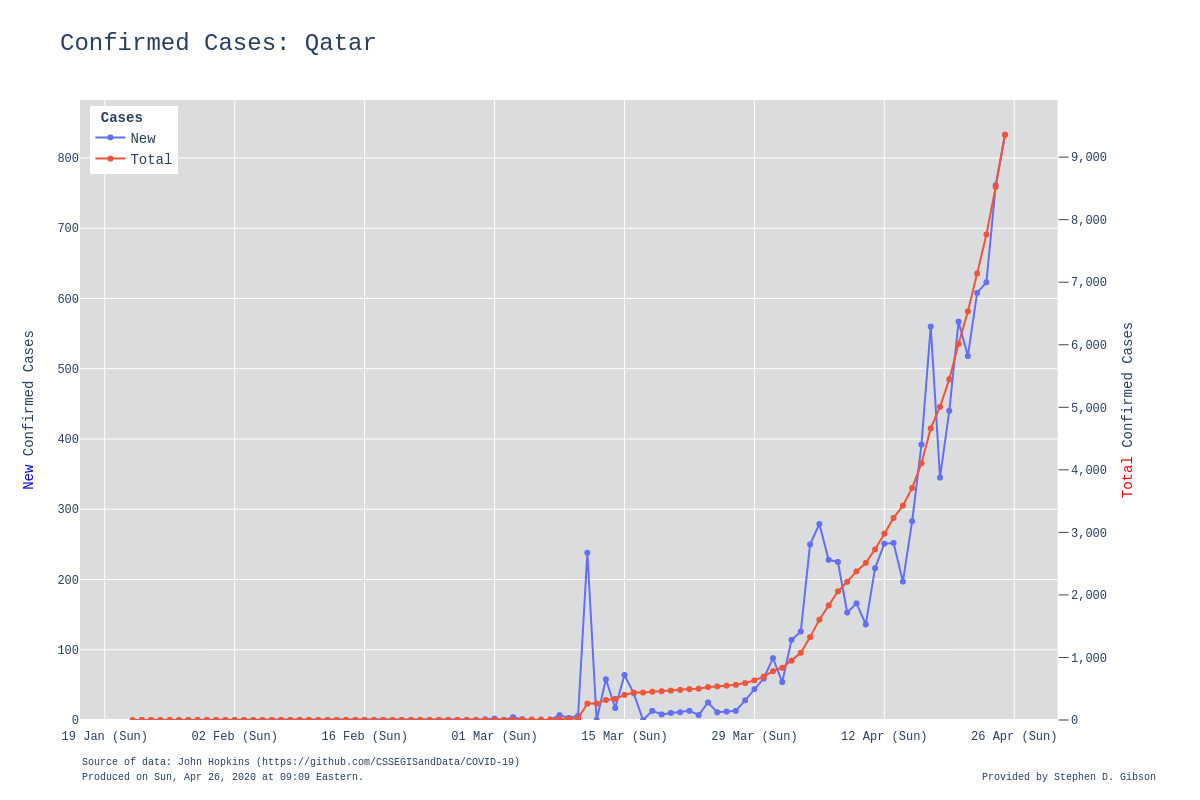 Confirmed Cases: Qatar
Cases
New
Total
800
700
600
500
400
300
200
100
0
9,000
8,000
7,000
6,000
5,000
4,000
3,000
2,000
1,000
0
New Confirmed Cases
Total Confirmed Cases
19 Jan (Sun) 02 Feb (Sun) 16 Feb (Sun) 01 Mar (Sun) 15 Mar (Sun) 29 Mar (Sun) 12 Apr (Sun) 26 Apr (Sun)
Source of data: John Hopkins (https://github.com/CSSEGISandData/COVID-19)
Produced on Sun, Apr 26, 2020 at 09:09 Eastern.
Provided by Stephen D. Gibson